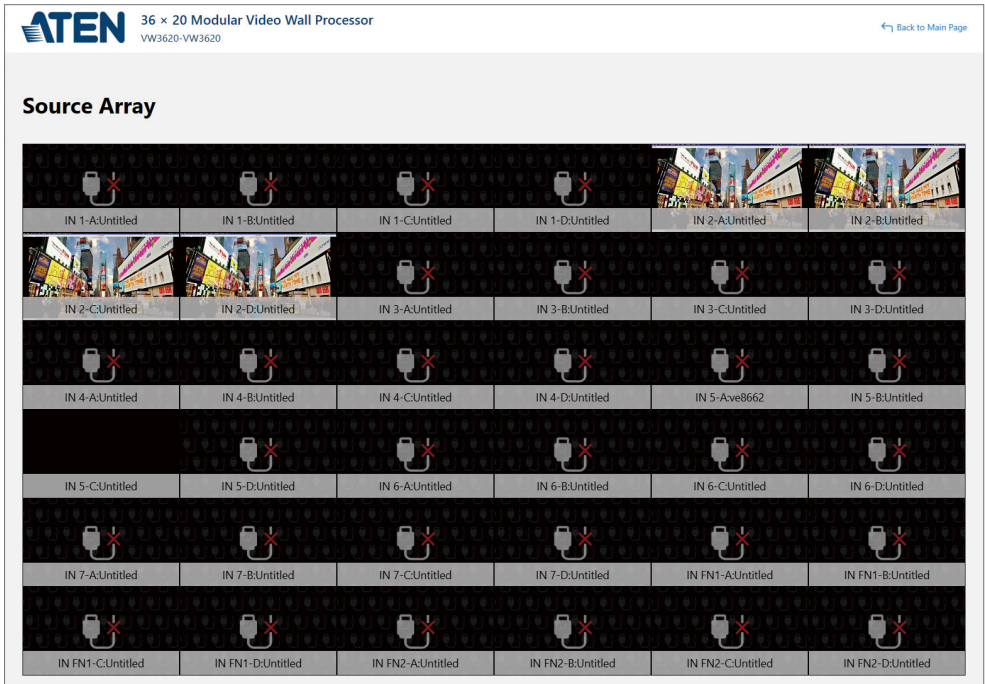 ATEN
36 × 20 Modular Video Wall Processor
VW3620-VW3620
Back to Main Page
Source Array
IN 1-A:Untitled
IN 1-B:Untitled
IN 1-C:Untitled
IN 1-D:Untitled
IN 2-A:Untitled
IN 2-B:Untitled
IN 2-C:Untitled
IN 2-D:Untitled
IN 3-A:Untitled
IN 3-B:Untitled
IN 3-C:Untitled
IN 3-D:Untitled
IN 4-A:Untitled
IN 4-B:Untitled
IN 4-C:Untitled
IN 4-D:Untitled
IN 5-A:ve8662
IN 5-B:Untitled
IN 5-C:Untitled
IN 5-D:Untitled
IN 6-A:Untitled
IN 6-B:Untitled
IN 6-C:Untitled
IN 6-D:Untitled
IN 7-A:Untitled
IN 7-B:Untitled
IN 7-C:Untitled
IN 7-D:Untitled
IN FN1-A:Untitled
IN FN1-B:Untitled
IN FN1-C:Untitled
IN FN1-D:Untitled
IN FN2-A:Untitled
IN FN2-B:Untitled
IN FN2-C:Untitled
IN FN2-D:Untitled